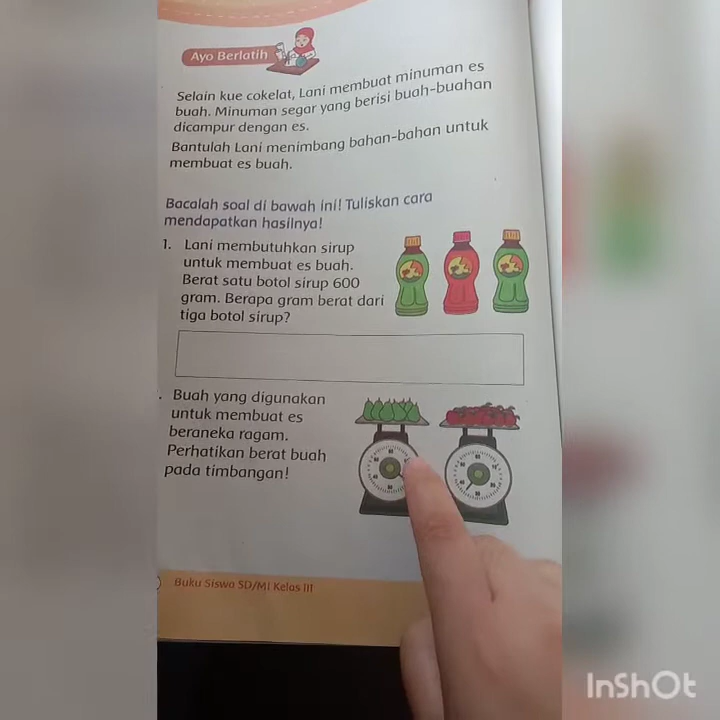 Ayo Berlatih
Selain kue cokelat, Lani membuat minuman es
buah. Minuman segar yang berisi buah-buahan
dicampur dengan es.
Bantulah Lani menimbang bahan-bahan untuk
membuat es buah.
Bacalah soal di bawah ini! Tuliskan cara
mendapatkan hasilnya!
1. Lani membutuhkan sirup
untuk membuat es buah.
Berat satu botol sirup 600
gram. Berapa gram berat dari
tiga botol sirup?
Buah yang digunakan
untuk membuat es
beraneka ragam.
Perhatikan berat buah
pada timbangan!
Buku Siswa SD/MI Kelas III
InShOt